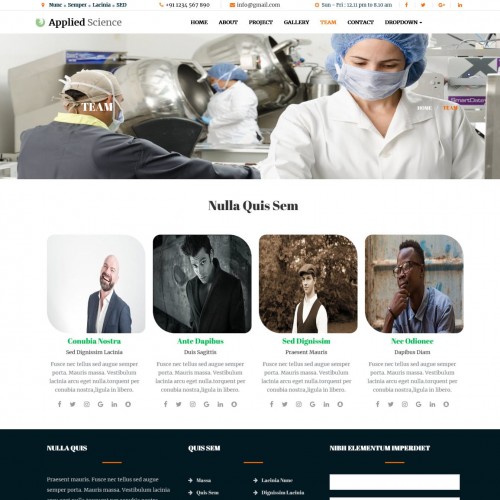 Nunc » Semper » Lacinia » SED
+91 1234 567 890
info@gmail.com
Sun - Fri : 12.11 pm to 8.10 am
Applied Science
HOME ABOUT PROJECT GALLERY TEAM CONTACT DROPDOWN
TEAM
HOME TEAM
Nulla Quis Sem
Conubia Nostra
Sed Dignissim Lacinia
Fusce nec tellus sed augue semper
porta. Mauris massa. Vestibulum
lacinia arcu eget nulla.torquent per
conubia nostra,ligula in libero.
Ante Dapibus
Duis Sagittis
Fusce nec tellus sed augue semper
porta. Mauris massa. Vestibulum
lacinia arcu eget nulla.torquent per
conubia nostra,ligula in libero.
Sed Dignissim
Praesent Mauris
Fusce nec tellus sed augue semper
porta. Mauris massa. Vestibulum
lacinia arcu eget nulla.torquent per
conubia nostra,ligula in libero.
Nec Odionce
Dapibus Diam
Fusce nec tellus sed augue semper
porta. Mauris massa. Vestibulum
lacinia arcu eget nulla.torquent per
conubia nostra,ligula in libero.
NULLA QUIS
Praesent mauris. Fusce nec tellus sed
augue semper porta. Mauris massa.
Vestibulum lacinia arcu eget nulla
torquent per conubia nostra
QUIS SEM
Massa
Quis Sem
Lacinia Nunc
Dignissim Lacinia
NIBH ELEMENTUM IMPERDIET